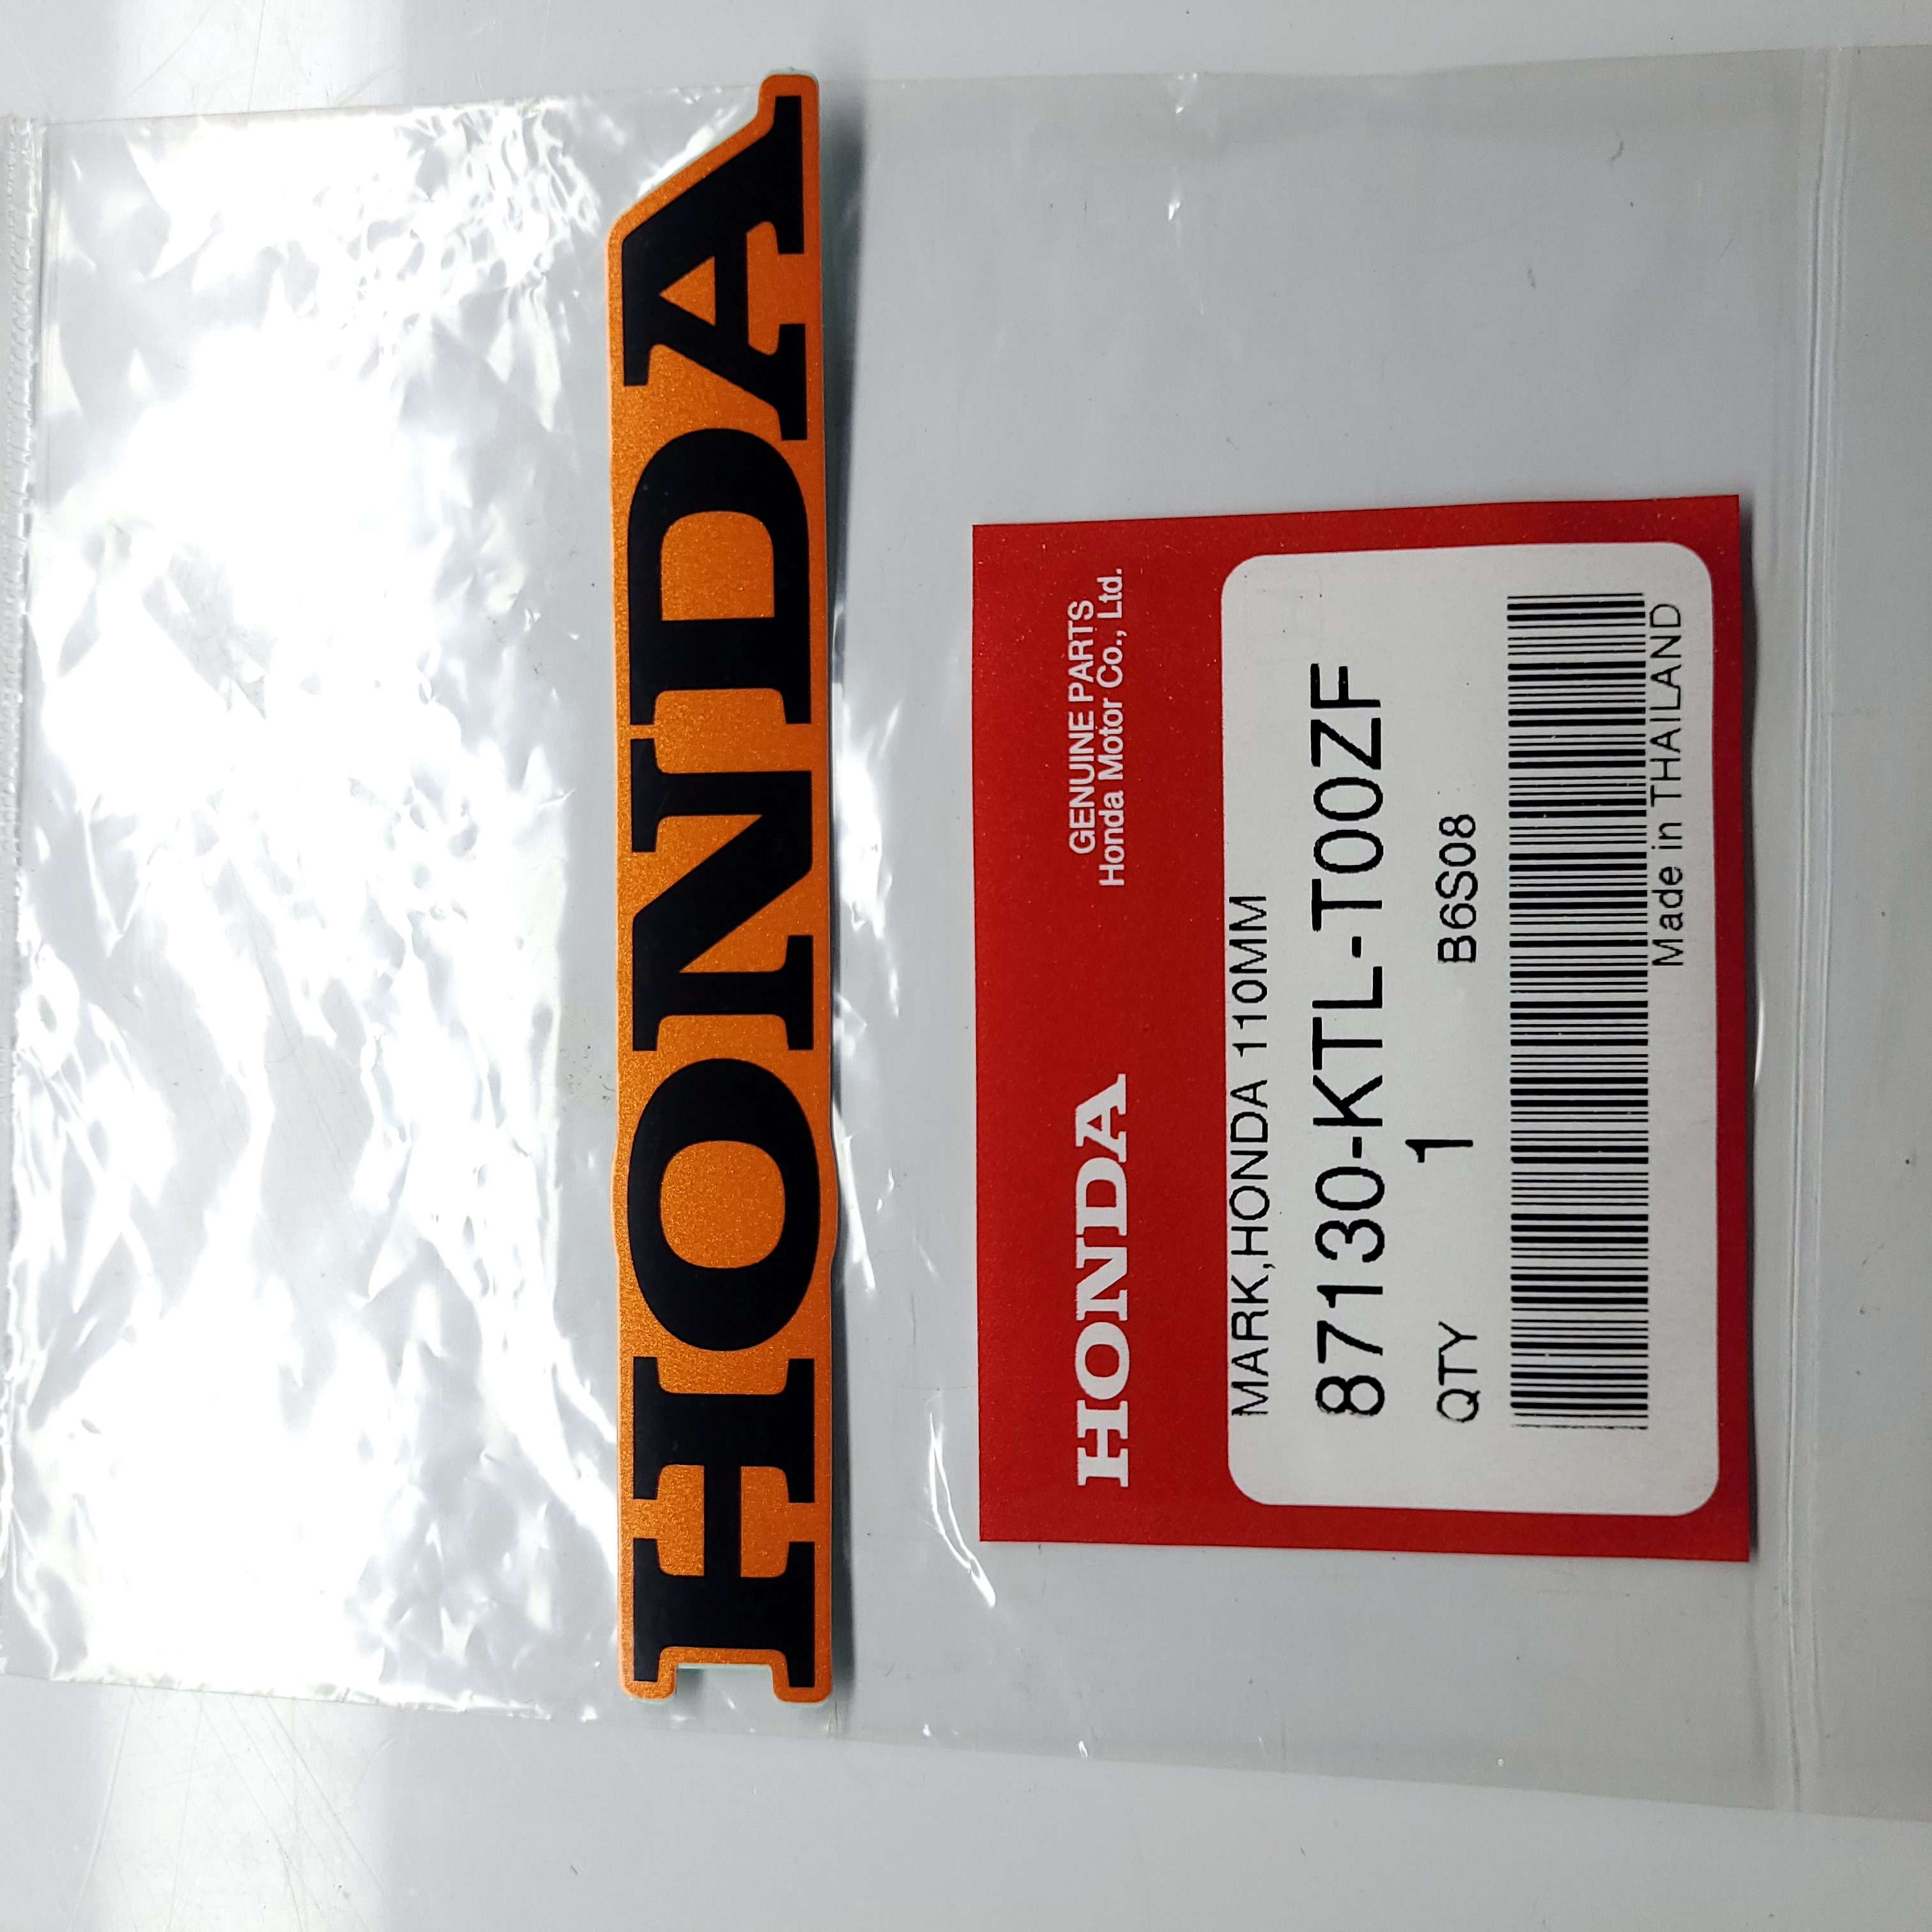 HONDA
HONDA
GENUINE PARTS
Honda Motor Co., Ltd.
MARK,HONDA 110MM
87130-KTL-T00ZF
QTY 1 B6S08
Made in THAILAND